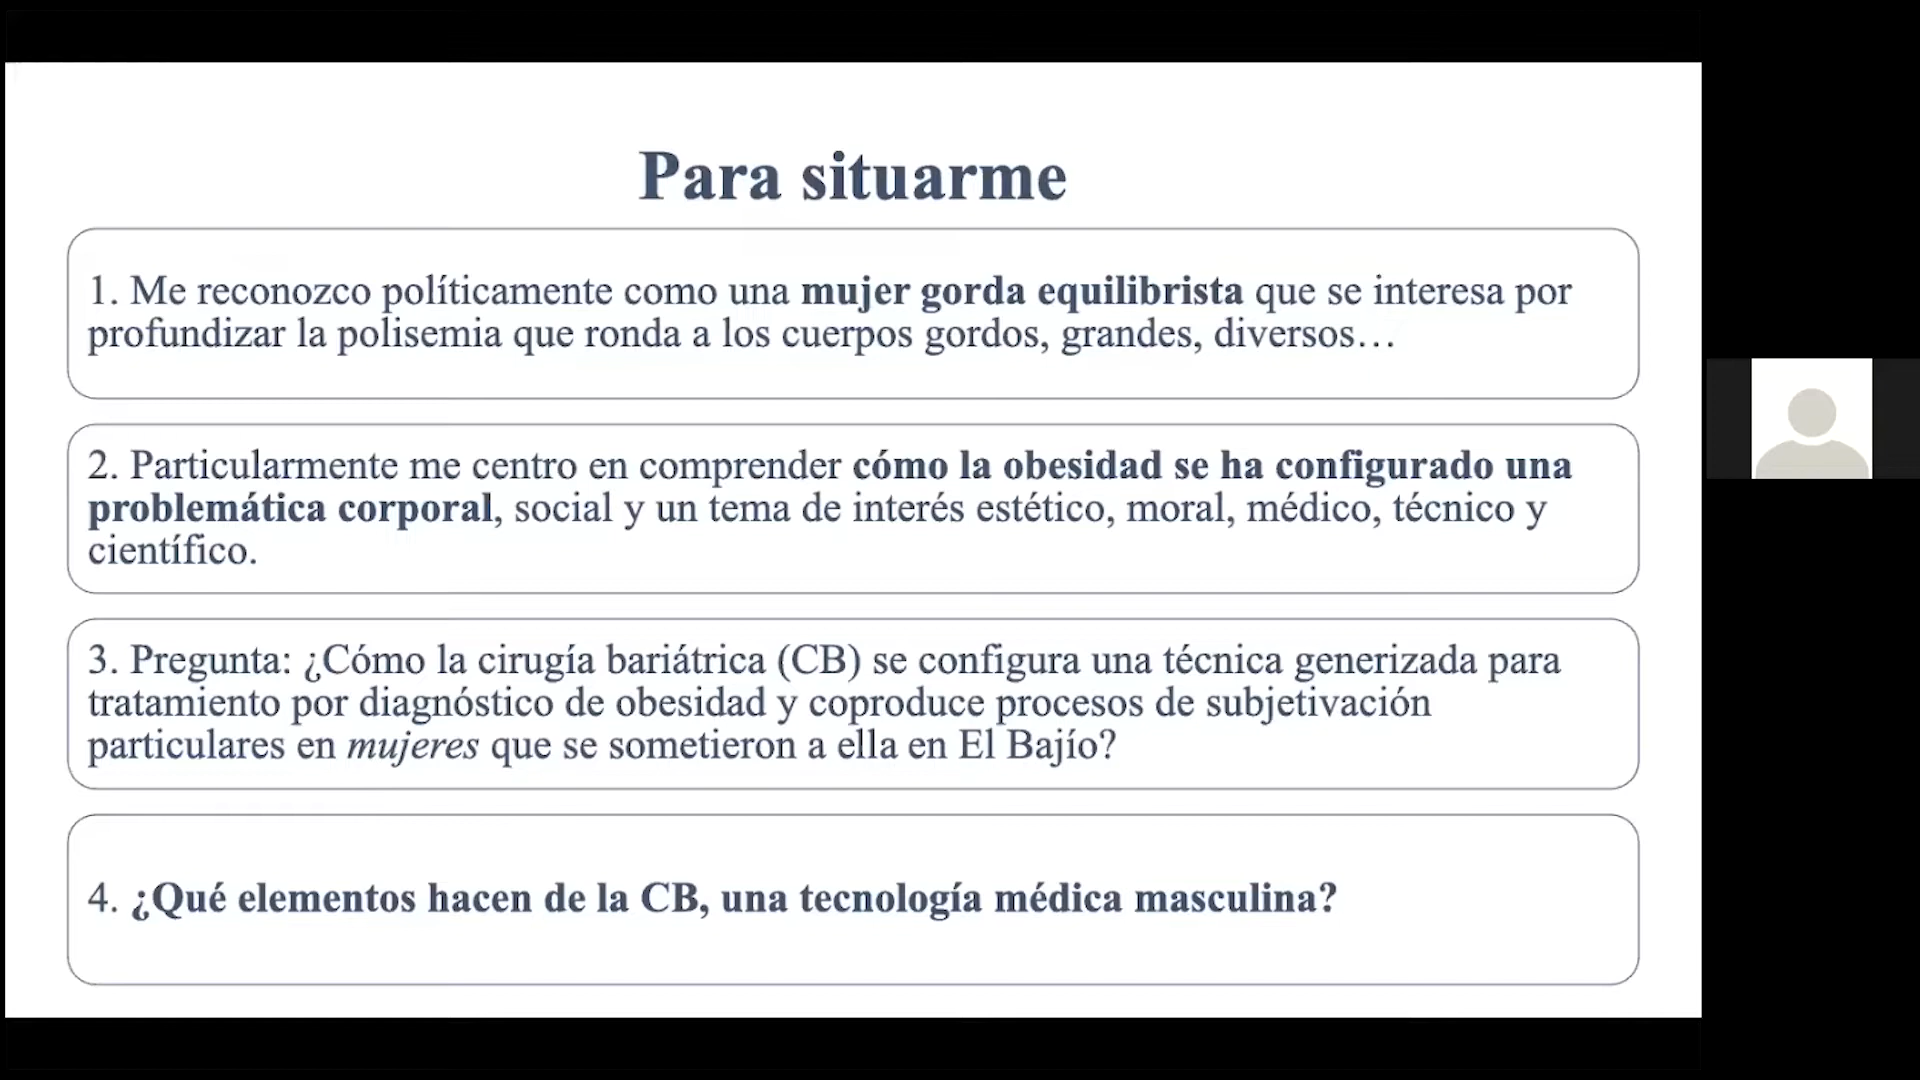 Para situarme
1. Me reconozco políticamente como una mujer gorda equilibrista que se interesa por
profundizar la polisemia que ronda a los cuerpos gordos, grandes, diversos…
2. Particularmente me centro en comprender cómo la obesidad se ha configurado una
problemática corporal, social y un tema de interés estético, moral, médico, técnico y
científico.
3. Pregunta: ¿Cómo la cirugía bariátrica (CB) se configura una técnica generizada para
tratamiento por diagnóstico de obesidad y coproduce procesos de subjetivación
particulares en mujeres que se sometieron a ella en El Bajío?
4. ¿Qué elementos hacen de la CB, una tecnología médica masculina?